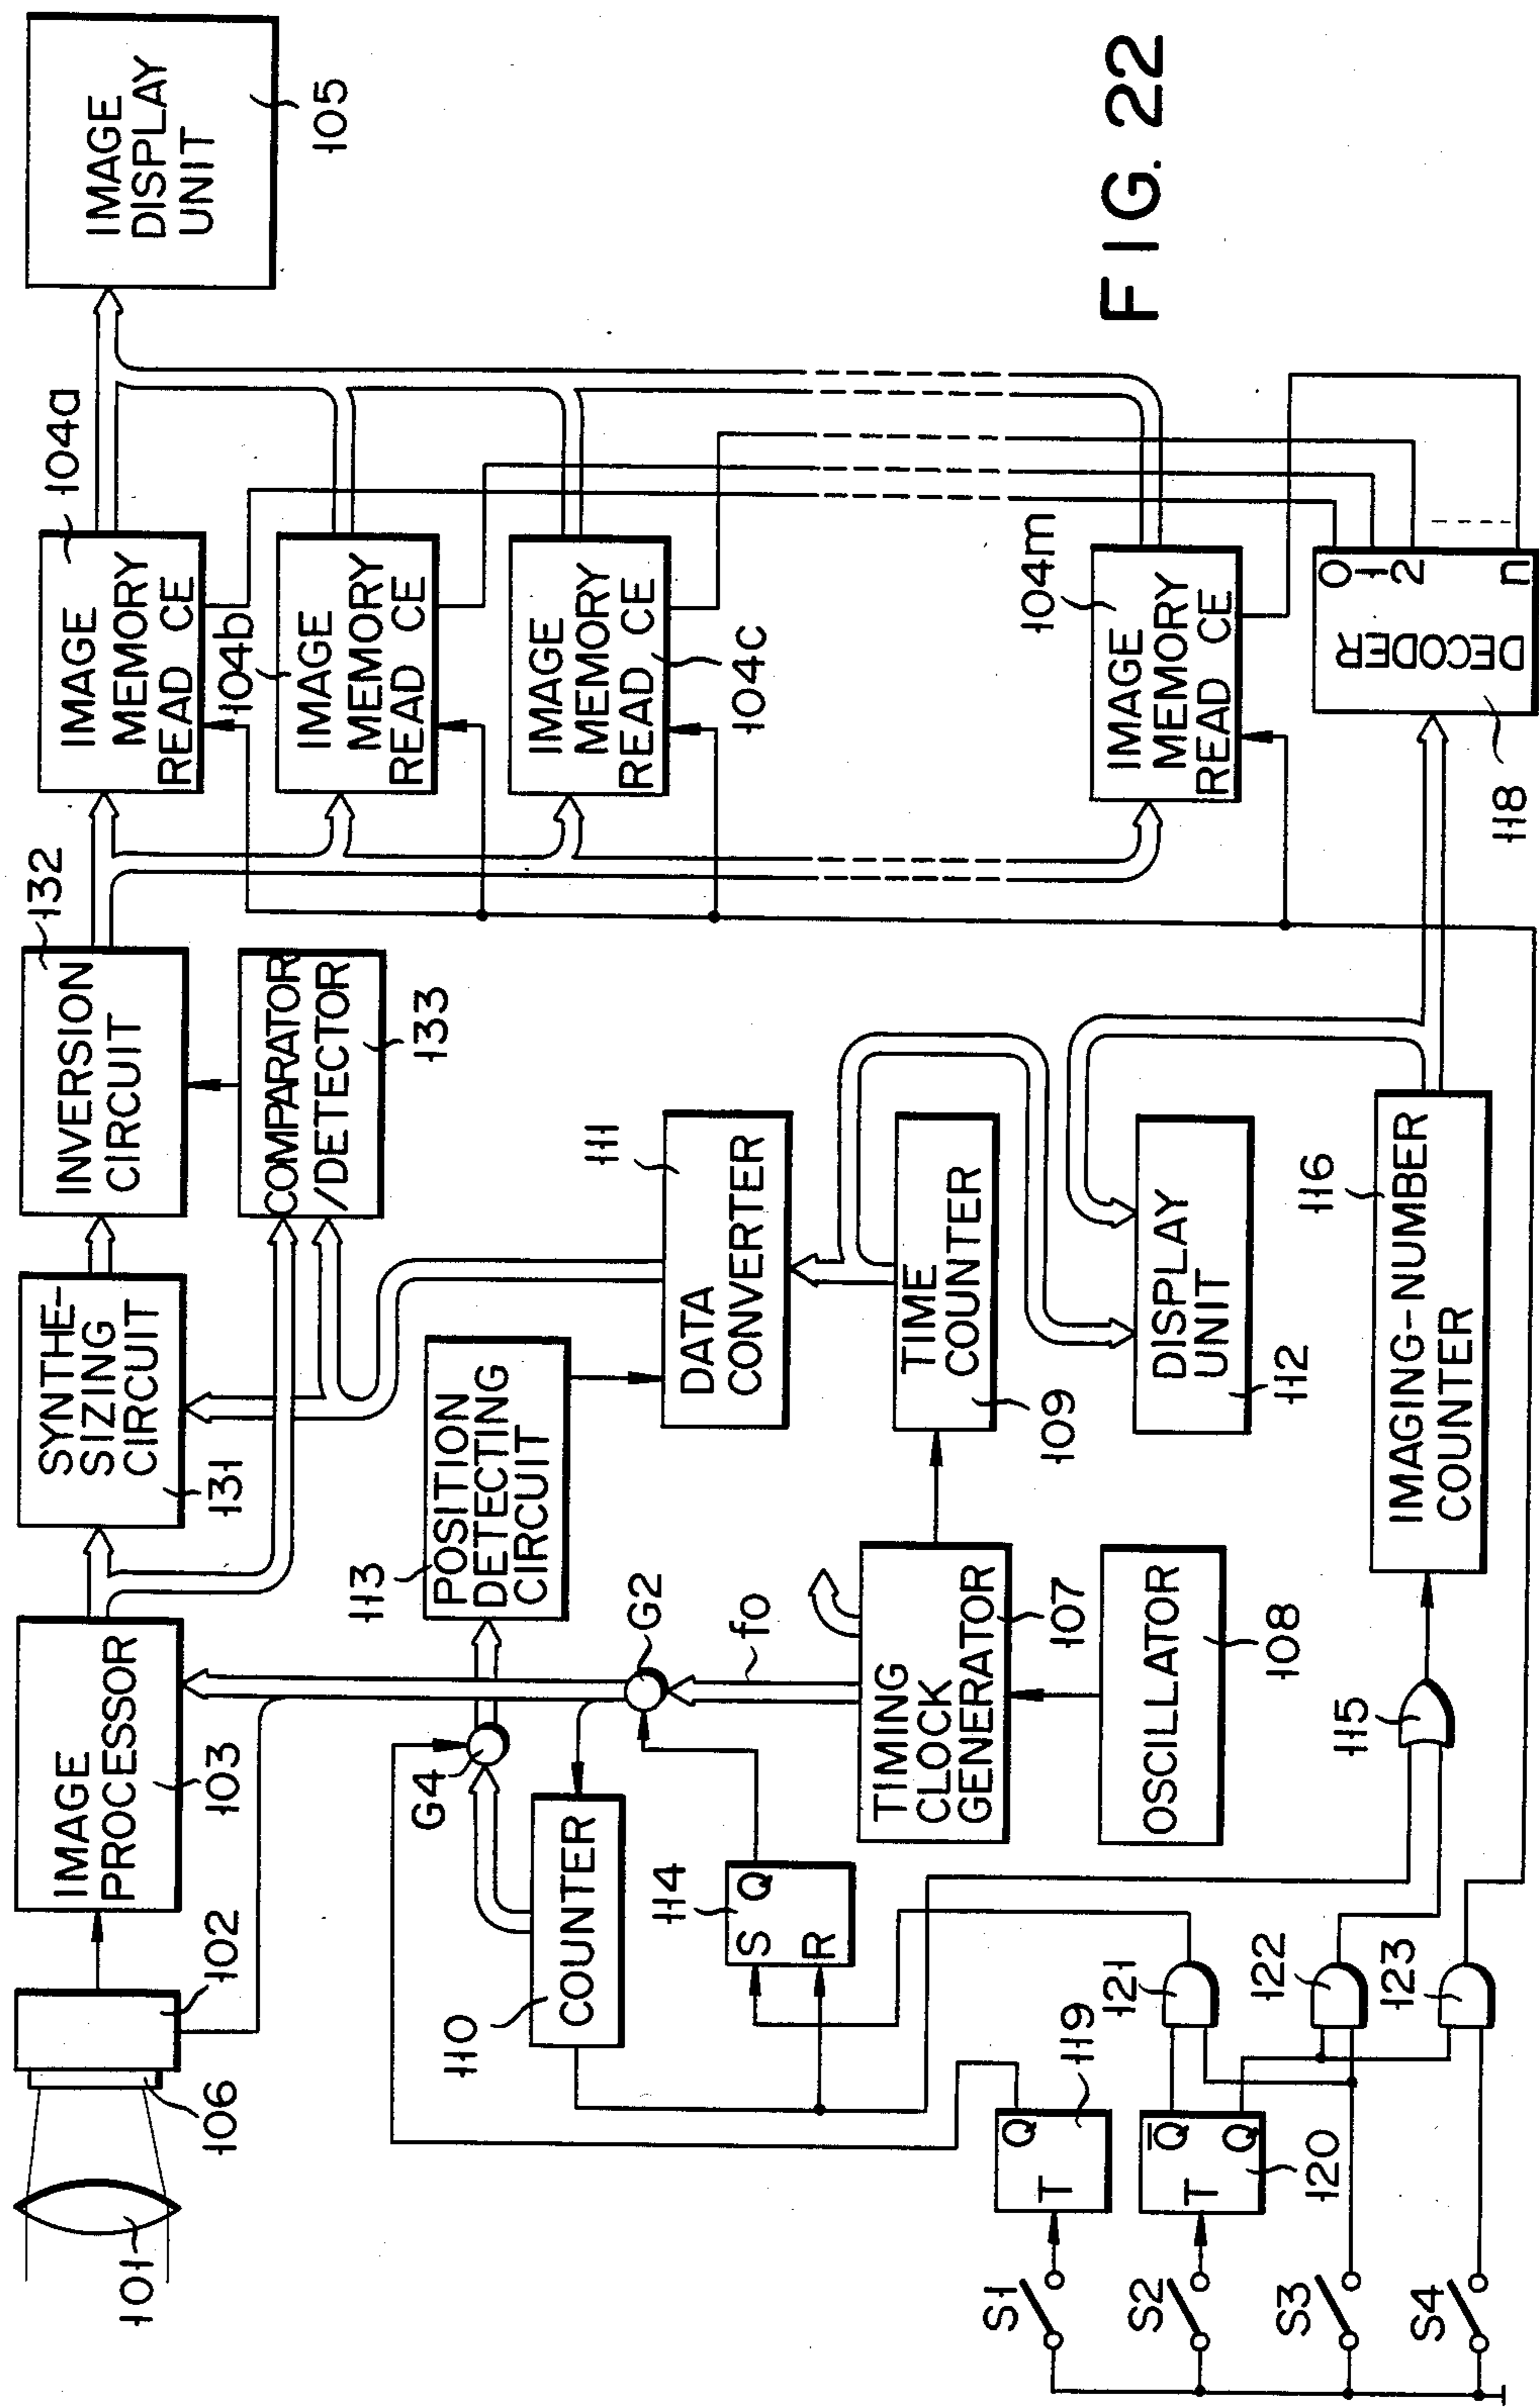 IMAGE
DISPLAY
UNIT
105
FIG. 22
104a
IMAGE
MEMORY
READ CE
104b
IMAGE
MEMORY
READ CE
IMAGE
MEMORY
READ CE
104c
104m
IMAGE
MEMORY
READ CE
0
1
2
n
DECODER
118
132
INVERSION
CIRCUIT
COMPARATOR
/DETECTOR
133
SYNTHE-
SIZING
CIRCUIT
131
IMAGE
PROCESSOR
103
102
106
101
113
POSITION
DETECTING
CIRCUIT
111
DATA
CONVERTER
TIME
COUNTER
109
DISPLAY
UNIT
112
116
IMAGING-NUMBER
COUNTER
G4
G2
f0
COUNTER
110
114
S
Q
R
TIMING
CLOCK
GENERATOR
107
OSCILLATOR
108
115
121
122
123
Q
T
119
Q̅
Q
T
120
S1
S2
S3
S4